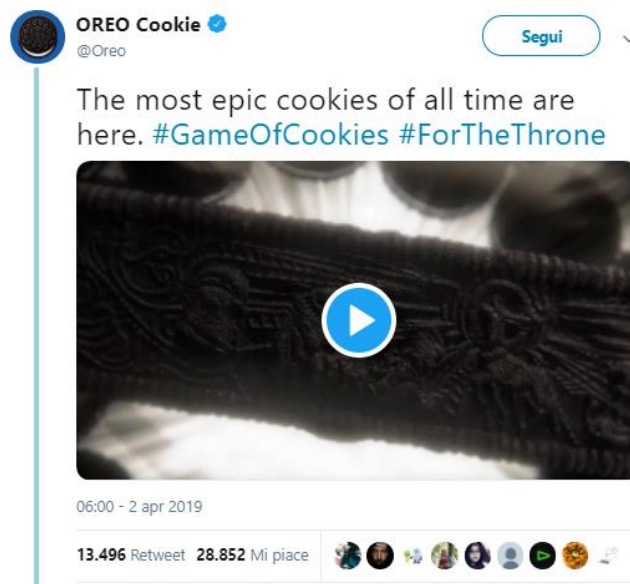 OREO Cookie
@Oreo
Segui
The most epic cookies of all time are
here. #GameOfCookies #ForTheThrone
06:00 - 2 apr 2019
13.496 Retweet 28.852 Mi piace